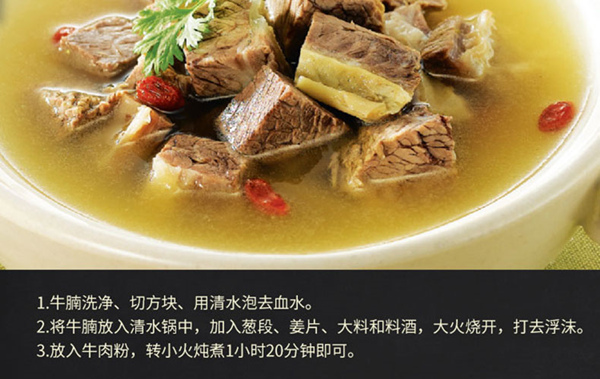 1.牛腩洗净、切方块、用清水泡去血水。
2.将牛腩放入清水锅中，加入葱段、姜片、大料和料酒，大火烧开，打去浮沫。
3.放入牛肉粉，转小火炖煮1小时20分钟即可。